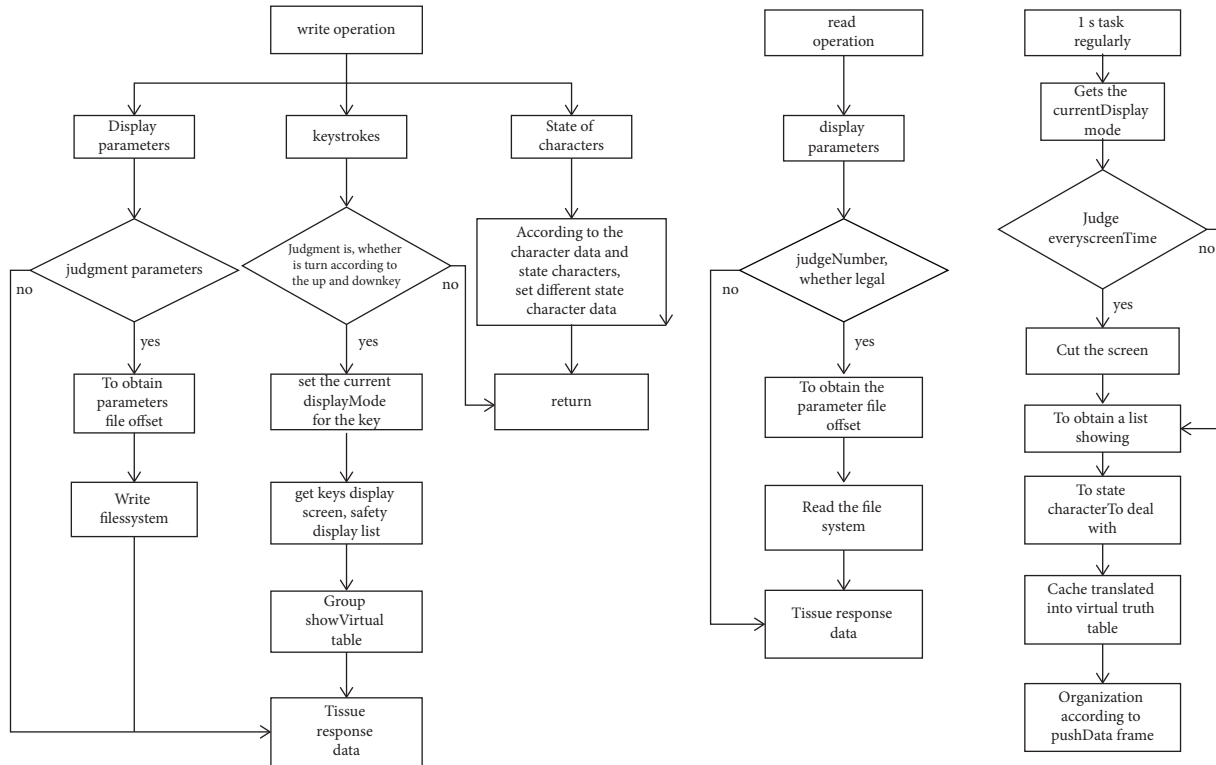 write operation
Display
parameters
keystrokes
State of
characters
judgment parameters
no
yes
Judgment is, whether
is turn according to
the up and downkey
no
yes
According to the
character data and
state characters,
set different state
character data
To obtain
parameters
file offset
set the current
displayMode
for the key
return
Write
filessystem
get keys display
screen, safety
display list
Group
showVirtual
table
Tissue
response
data
read
operation
display
parameters
judgeNumber,
whether legal
no
yes
To obtain the
parameter file
offset
Read the file
system
Tissue response
data
1 s task
regularly
Gets the
currentDisplay
mode
Judge
everyscreenTime
no
yes
Cut the screen
To obtain a list
showing
To state
characterTo deal
with
Cache translated
into virtual truth
table
Organization
according to
pushData frame